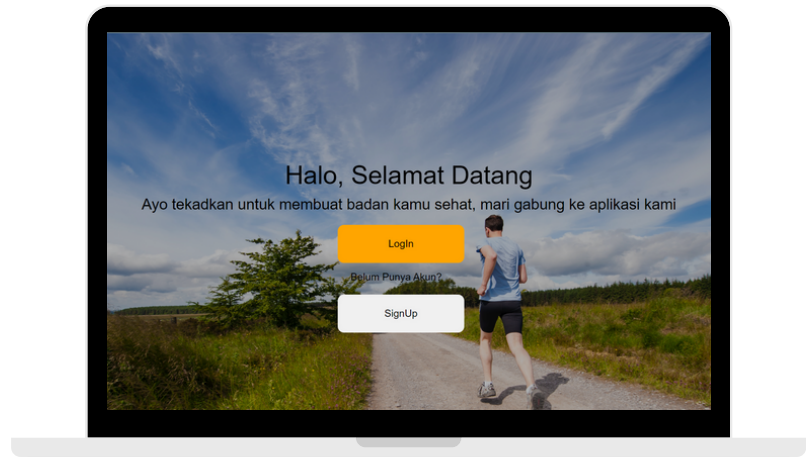 Halo, Selamat Datang
Ayo tekadkan untuk membuat badan kamu sehat, mari gabung ke aplikasi kami
LogIn
Belum Punya Akun?
SignUp